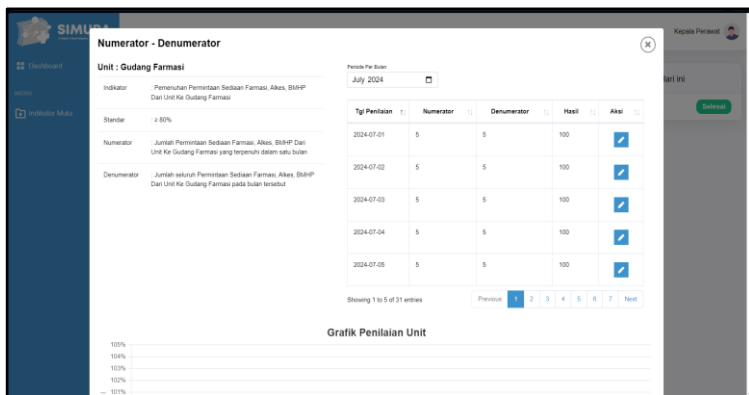 SIMU
Kepala Perawat
Dashboard
MENU
Indikator Mutu
Numerator - Denumerator
Unit : Gudang Farmasi
Indikator : Pemenuhan Permintaan Sediaan Farmasi, Alkes, BMHP
Dari Unit Ke Gudang Farmasi
Standar : ≥ 80%
Numerator : Jumlah Permintaan Sediaan Farmasi, Alkes, BMHP Dari
Unit Ke Gudang Farmasi yang terpenuhi dalam satu bulan
Denumerator : Jumlah seluruh Permintaan Sediaan Farmasi, Alkes, BMHP
Dari Unit Ke Gudang Farmasi pada bulan tersebut
Periode Per Bulan
July 2024
Tgl Penilaian Numerator Denumerator Hasil Aksi
2024-07-01 5 5 100
2024-07-02 5 5 100
2024-07-03 5 5 100
2024-07-04 5 5 100
2024-07-05 5 5 100
Showing 1 to 5 of 31 entries
Previous 1 2 3 4 5 6 7 Next
lari ini
Selesai
Grafik Penilaian Unit
105%
104%
103%
102%
101%